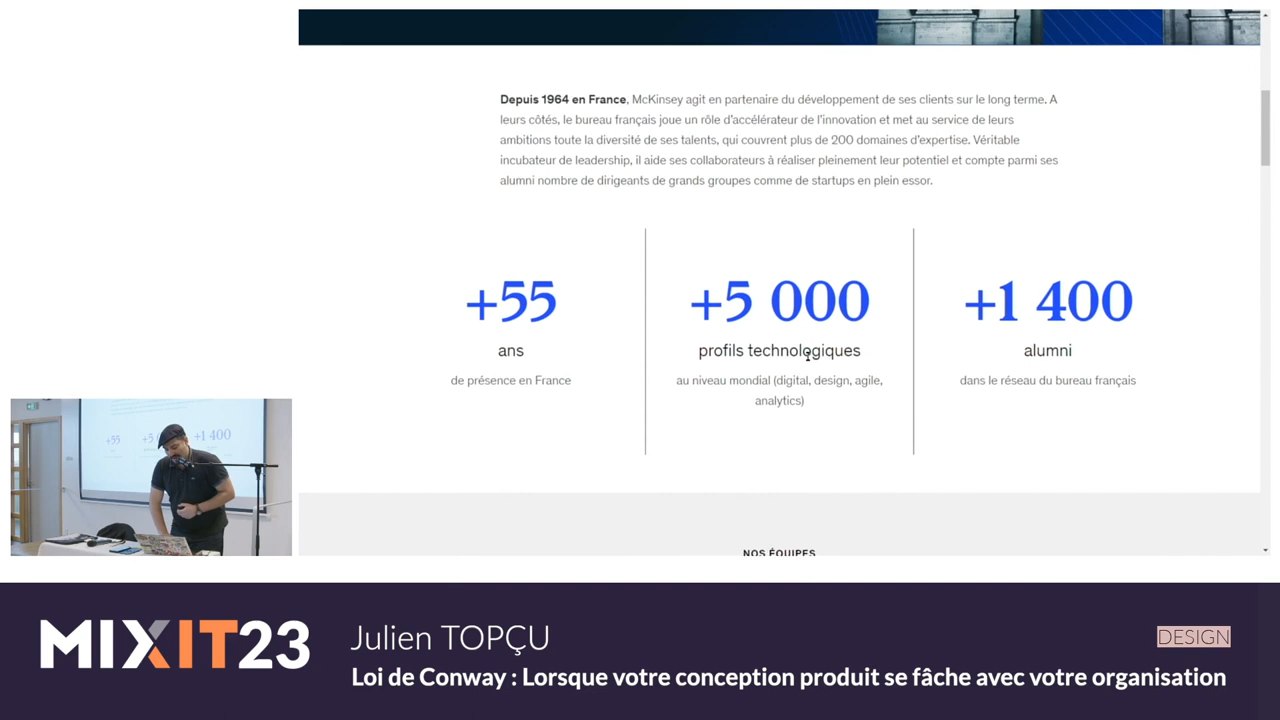 Depuis 1964 en France, McKinsey agit en partenaire du développement de ses clients sur le long terme. A
leurs côtés, le bureau français joue un rôle d'accélérateur de l'innovation et met au service de leurs
ambitions toute la diversité de ses talents, qui couvrent plus de 200 domaines d'expertise. Véritable
incubateur de leadership, il aide ses collaborateurs à réaliser pleinement leur potentiel et compte parmi ses
alumni nombre de dirigeants de grands groupes comme de startups en plein essor.
+55
ans
de présence en France
+5 000
profils technologiques
au niveau mondial (digital, design, agile,
analytics)
+1 400
alumni
dans le réseau du bureau français
NOS ÉQUIPES
+55
+1 400
MIXIT23
Julien TOPÇU
DESIGN
Loi de Conway : Lorsque votre conception produit se fâche avec votre organisation